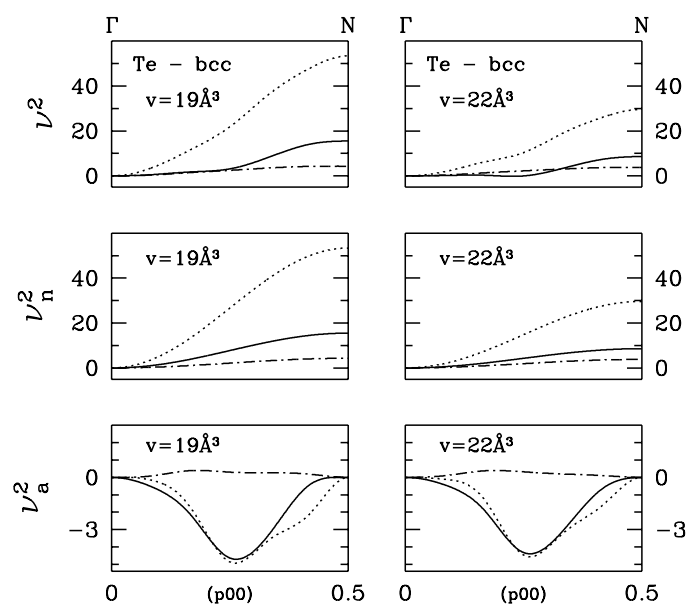 Γ N Γ N
Te − bcc Te − bcc
v=19Å³ v=22Å³
ν²
40 40
20 20
0 0
v=19Å³ v=22Å³
ν²n
40 40
20 20
0 0
v=19Å³ v=22Å³
ν²a
0 0
−3 −3
0 (p00) 0.5 0 (p00) 0.5